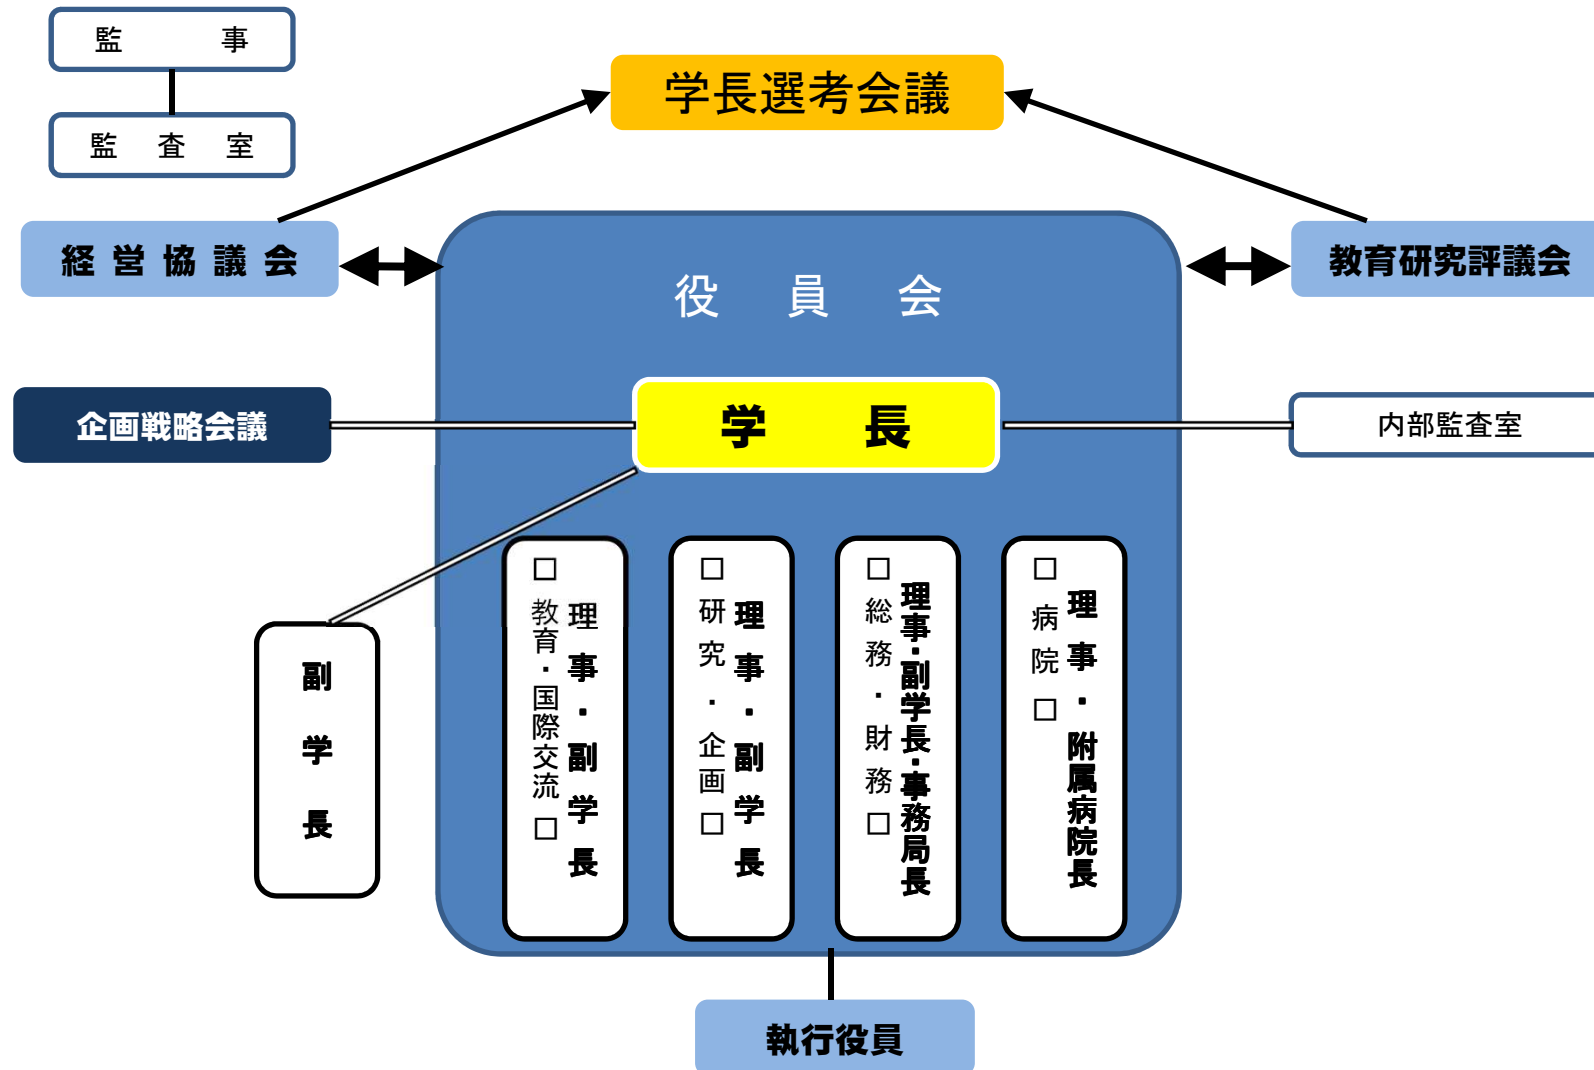 監 事
学長選考会議
監 査 室
経 営 協 議 会
役 員 会
教育研究評議会
企画戦略会議
学 長
内部監査室
副学長
理事・副学長
□教育・国際交流□
理事・副学長
□研究・企画□
理事・副学長・事務局長
□総務・財務□
理事・附属病院長
□病院□
執行役員